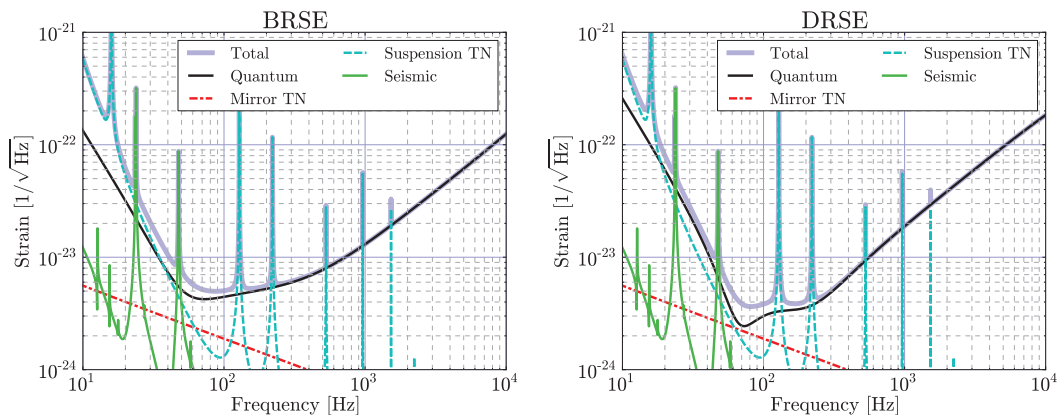 BRSE
Total
Quantum
Mirror TN
Suspension TN
Seismic
10^-21
10^-22
10^-23
10^-24
Strain [1/√Hz]
10^1
10^2
10^3
10^4
Frequency [Hz]
DRSE
Total
Quantum
Mirror TN
Suspension TN
Seismic
10^-21
10^-22
10^-23
10^-24
Strain [1/√Hz]
10^1
10^2
10^3
10^4
Frequency [Hz]